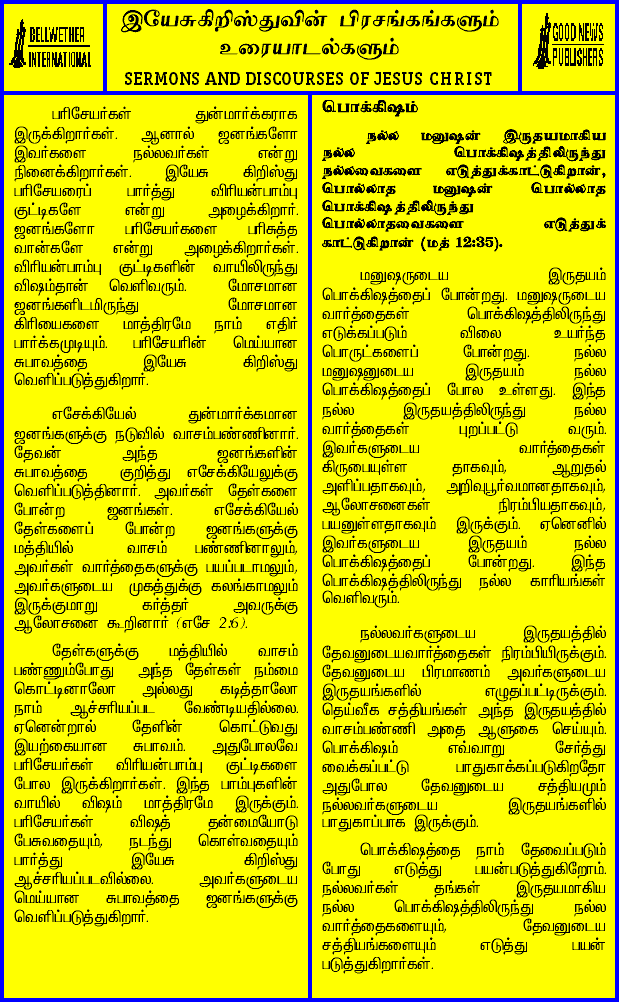 BELLWETHER
INTERNATIONAL
இயேசுகிறிஸ்துவின் பிரசங்கங்களும்
உரையாடல்களும்
SERMONS AND DISCOURSES OF JESUS CHRIST
GOOD NEWS
PUBLISHERS
பரிசேயர்கள் துன்மார்க்கராக
இருக்கிறார்கள். ஆனால் ஜனங்களோ
இவர்களை நல்லவர்கள் என்று
நினைக்கிறார்கள். இயேசு கிறிஸ்து
பரிசேயரைப் பார்த்து விரியன்பாம்பு
குட்டிகளே என்று அழைக்கிறார்.
ஜனங்களோ பரிசேயர்களை பரிசுத்த
வான்களே என்று அழைக்கிறார்கள்.
விரியன்பாம்பு குட்டிகளின் வாயிலிருந்து
விஷம்தான் வெளிவரும். மோசமான
ஜனங்களிடமிருந்து மோசமான
கிரியைகளை மாத்திரமே நாம் எதிர்
பார்க்கமுடியும். பரிசேயரின் மெய்யான
சுபாவத்தை இயேசு கிறிஸ்து
வெளிப்படுத்துகிறார்.
எசேக்கியேல் துன்மார்க்கமான
ஜனங்களுக்கு நடுவில் வாசம்பண்ணினார்.
தேவன் அந்த ஜனங்களின்
சுபாவத்தை குறித்து எசேக்கியேலுக்கு
வெளிப்படுத்தினார். அவர்கள் தேள்களை
போன்ற ஜனங்கள். எசேக்கியேல்
தேள்களைப் போன்ற ஜனங்களுக்கு
மத்தியில் வாசம் பண்ணினாலும்,
அவர்கள் வார்த்தைகளுக்கு பயப்படாமலும்,
அவர்களுடைய முகத்துக்கு கலங்காமலும்
இருக்குமாறு கர்த்தர் அவருக்கு
ஆலோசனை கூறினார் (எசே 2:6).
தேள்களுக்கு மத்தியில் வாசம்
பண்ணும்போது அந்த தேள்கள் நம்மை
கொட்டினாலோ அல்லது கடித்தாலோ
நாம் ஆச்சரியப்பட வேண்டியதில்லை.
ஏனென்றால் தேளின் கொட்டுவது
இயற்கையான சுபாவம். அதுபோலவே
பரிசேயர்கள் விரியன்பாம்பு குட்டிகளை
போல இருக்கிறார்கள். இந்த பாம்புகளின்
வாயில் விஷம் மாத்திரமே இருக்கும்.
பரிசேயர்கள் விஷத் தன்மையோடு
பேசுவதையும், நடந்து கொள்வதையும்
பார்த்து இயேசு கிறிஸ்து
ஆச்சரியப்படவில்லை. அவர்களுடைய
மெய்யான சுபாவத்தை ஜனங்களுக்கு
வெளிப்படுத்துகிறார்.
பொக்கிஷம்
நல்ல மனுஷன் இருதயமாகிய
நல்ல பொக்கிஷத்திலிருந்து
நல்லவைகளை எடுத்துக்காட்டுகிறான்,
பொல்லாத மனுஷன் பொல்லாத
பொக்கிஷத்திலிருந்து
பொல்லாதவைகளை எடுத்துக்
காட்டுகிறான் (மத் 12:35).
மனுஷருடைய இருதயம்
பொக்கிஷத்தைப் போன்றது. மனுஷருடைய
வார்த்தைகள் பொக்கிஷத்திலிருந்து
எடுக்கப்படும் விலை உயர்ந்த
பொருட்களைப் போன்றது. நல்ல
மனுஷனுடைய இருதயம் நல்ல
பொக்கிஷத்தைப் போல உள்ளது. இந்த
நல்ல இருதயத்திலிருந்து நல்ல
வார்த்தைகள் புறப்பட்டு வரும்.
இவர்களுடைய வார்த்தைகள்
கிருபையுள்ள தாகவும், ஆறுதல்
அளிப்பதாகவும், அறிவுபூர்வமானதாகவும்,
ஆலோசனைகள் நிரம்பியதாகவும்,
பயனுள்ளதாகவும் இருக்கும். ஏனெனில்
இவர்களுடைய இருதயம் நல்ல
பொக்கிஷத்தைப் போன்றது. இந்த
பொக்கிஷத்திலிருந்து நல்ல காரியங்கள்
வெளிவரும்.
நல்லவர்களுடைய இருதயத்தில்
தேவனுடையவார்த்தைகள் நிரம்பியிருக்கும்.
தேவனுடைய பிரமாணம் அவர்களுடைய
இருதயங்களில் எழுதப்பட்டிருக்கும்.
தெய்வீக சத்தியங்கள் அந்த இருதயத்தில்
வாசம்பண்ணி அதை ஆளுகை செய்யும்.
பொக்கிஷம் எவ்வாறு சேர்த்து
வைக்கப்பட்டு பாதுகாக்கப்படுகிறதோ
அதுபோல தேவனுடைய சத்தியமும்
நல்லவர்களுடைய இருதயங்களில்
பாதுகாப்பாக இருக்கும்.
பொக்கிஷத்தை நாம் தேவைப்படும்
போது எடுத்து பயன்படுத்துகிறோம்.
நல்லவர்கள் தங்கள் இருதயமாகிய
நல்ல பொக்கிஷத்திலிருந்து நல்ல
வார்த்தைகளையும், தேவனுடைய
சத்தியங்களையும் எடுத்து பயன்
படுத்துகிறார்கள்.